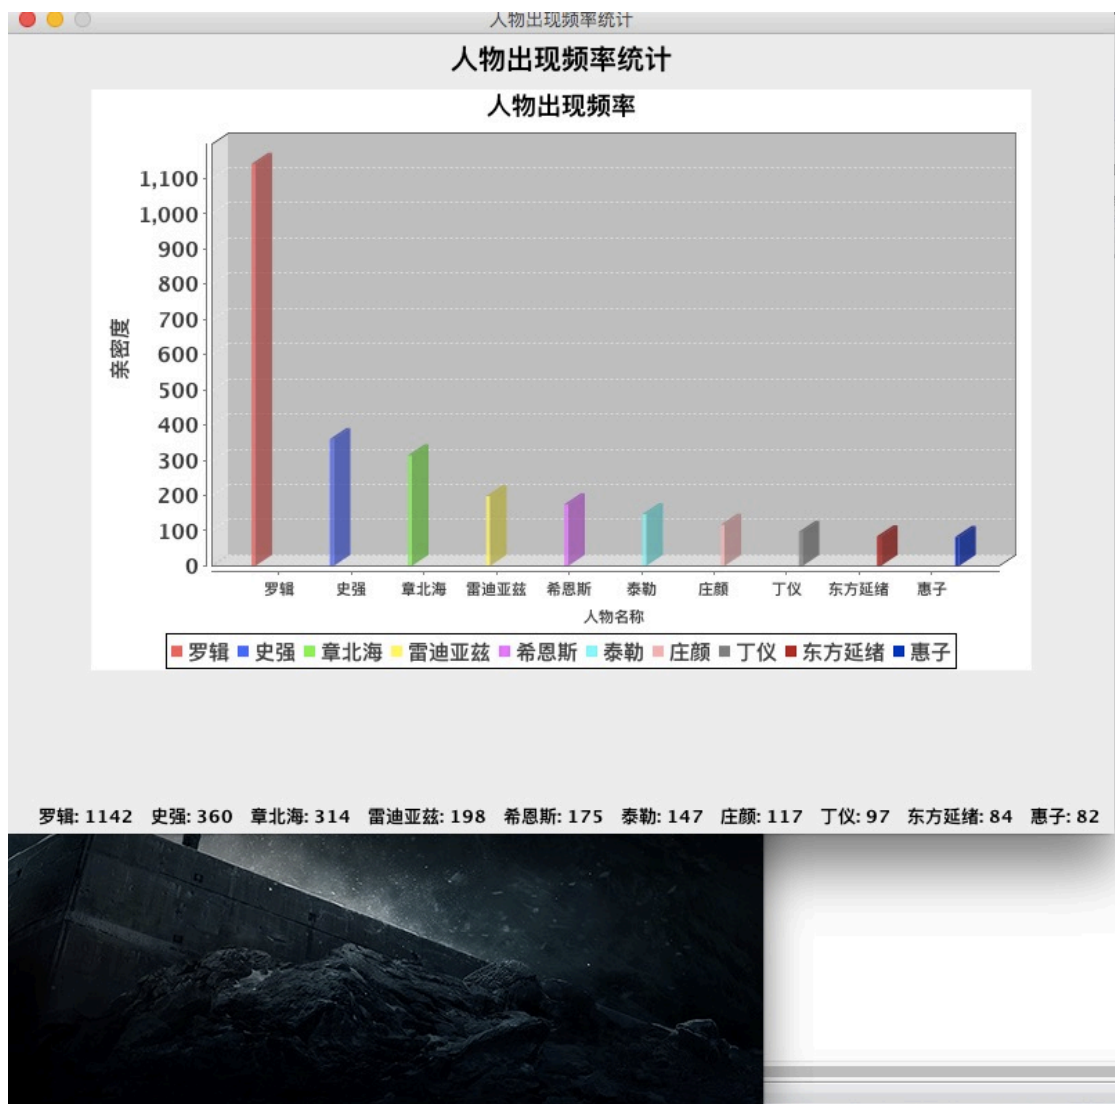 人物出现频率统计
人物出现频率统计
人物出现频率
1,100
1,000
900
800
700
600
500
400
300
200
100
0
亲密度
罗辑 史强 章北海 雷迪亚兹 希恩斯 泰勒 庄颜 丁仪 东方延绪 惠子
人物名称
罗辑 史强 章北海 雷迪亚兹 希恩斯 泰勒 庄颜 丁仪 东方延绪 惠子
罗辑: 1142 史强: 360 章北海: 314 雷迪亚兹: 198 希恩斯: 175 泰勒: 147 庄颜: 117 丁仪: 97 东方延绪: 84 惠子: 82